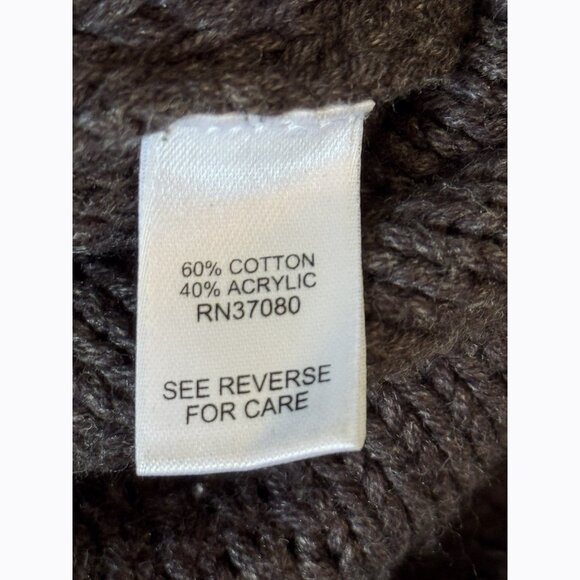 60% COTTON
40% ACRYLIC
RN37080
SEE REVERSE
FOR CARE